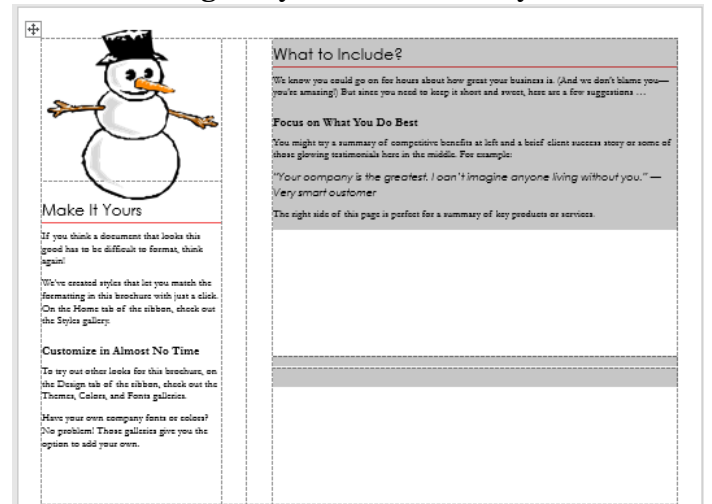 What to Include?
We know you could go on for hours about how great your business is. (And we don't blame you—
you're amazing!) But since you need to keep it short and sweet, here are a few suggestions …
Focus on What You Do Best
You might try a summary of competitive benefits at left and a brief client success story or some of
those glowing testimonials here in the middle. For example:
"Your company is the greatest. I can't imagine anyone living without you." —
Very smart customer
The right side of this page is perfect for a summary of key products or services.
Make It Yours
If you think a document that looks this
good has to be difficult to format, think
again!
We've created styles that let you match the
formatting in this brochure with just a click.
On the Home tab of the ribbon, check out
the Styles gallery.
Customize in Almost No Time
To try out other looks for this brochure, on
the Design tab of the ribbon, check out the
Themes, Colors, and Fonts galleries.
Have your own company fonts or colors?
No problem! Those galleries give you the
option to add your own.